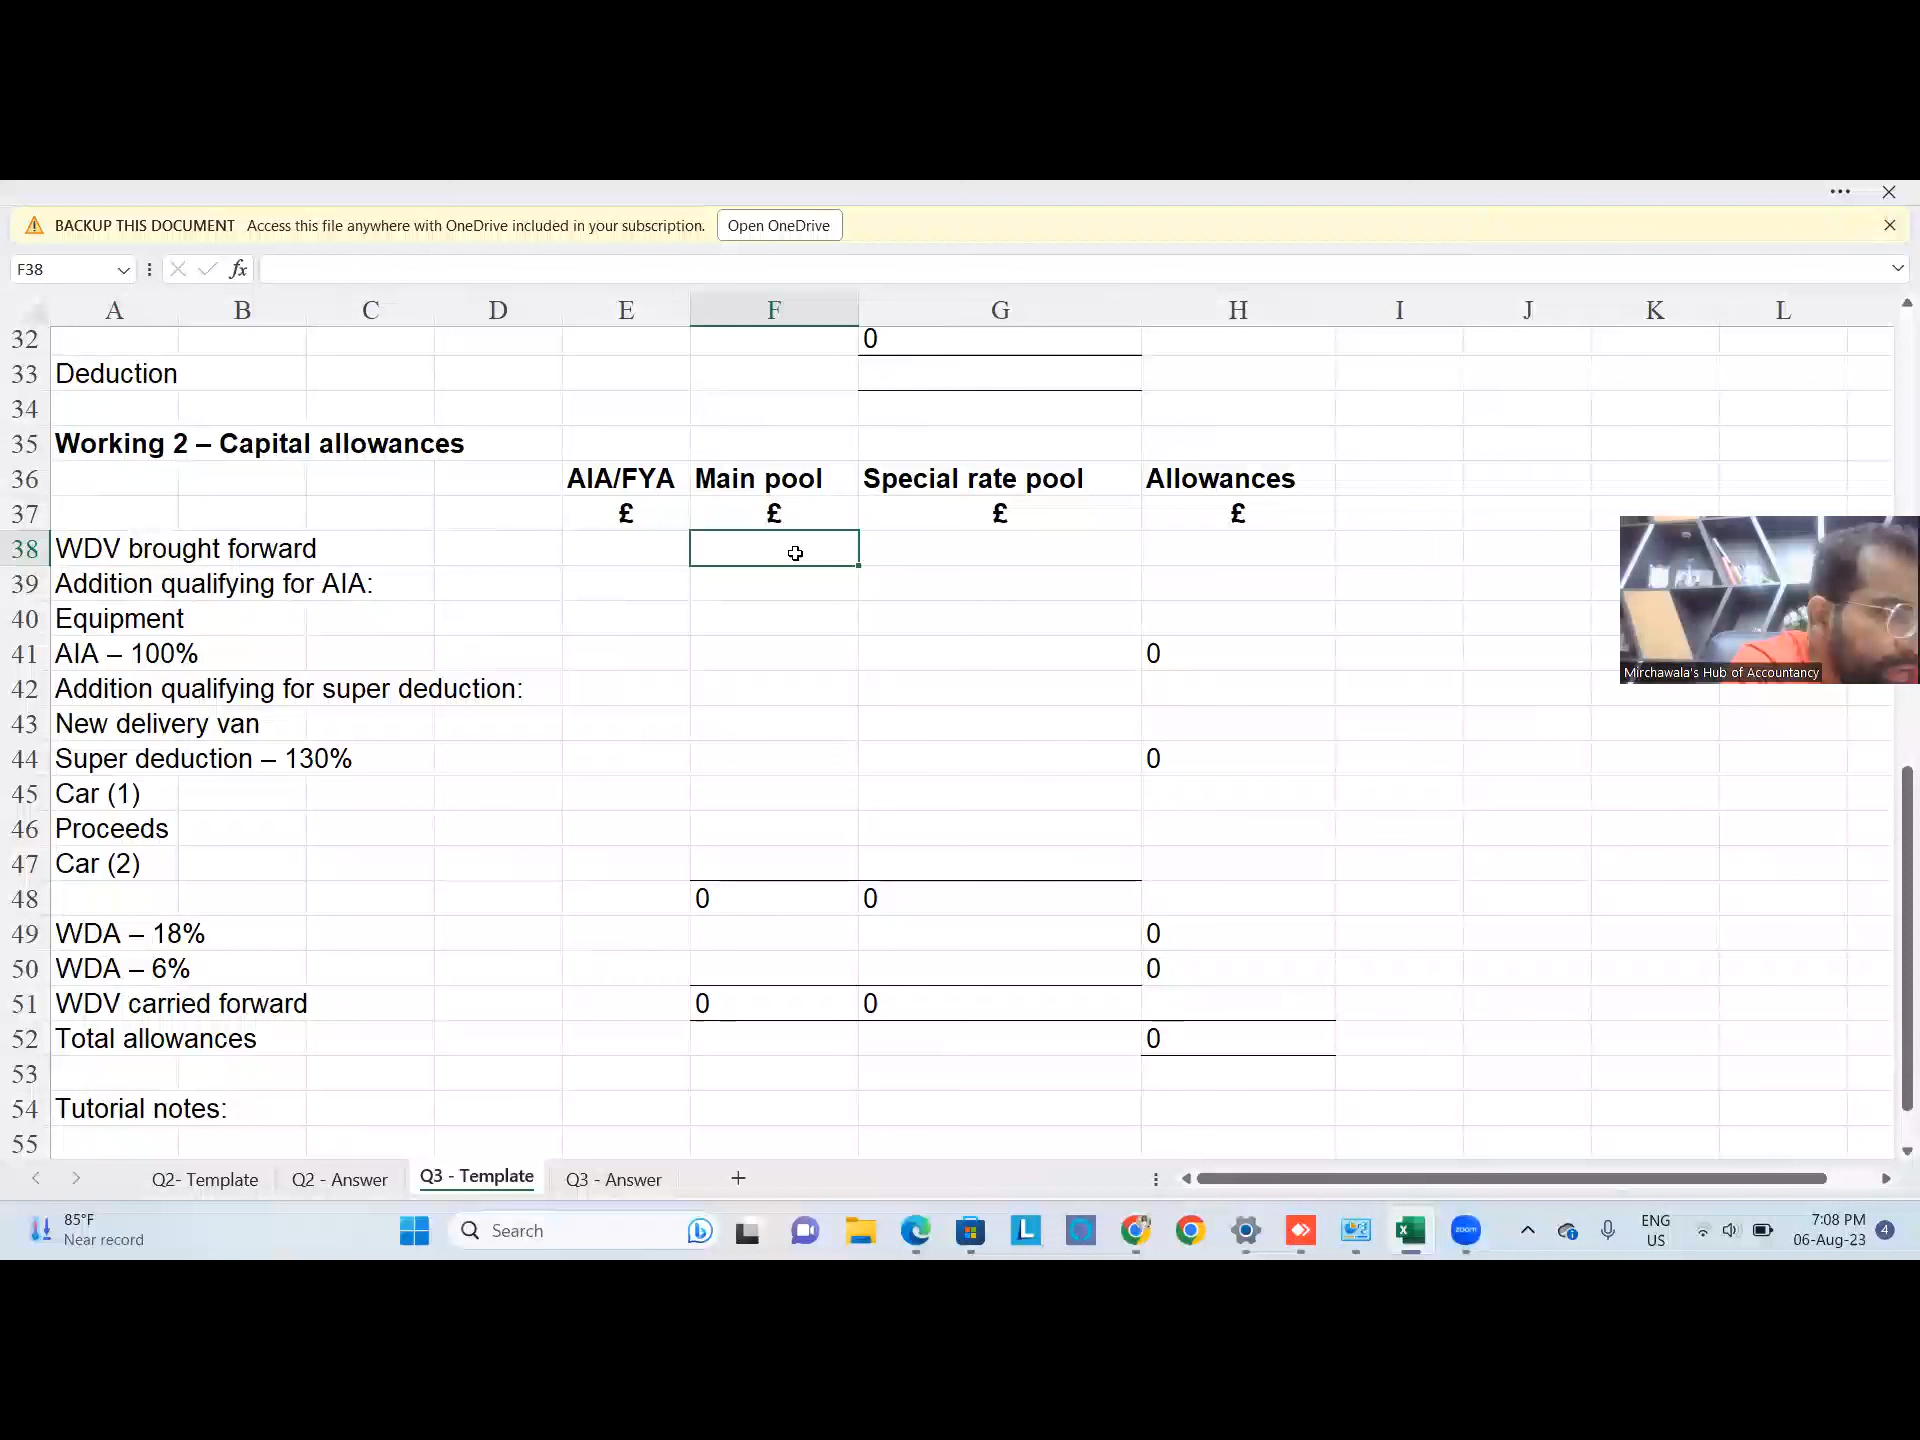 BACKUP THIS DOCUMENT Access this file anywhere with OneDrive included in your subscription. Open OneDrive
F38 fx
A B C D E F G H I J K L
32 0
33 Deduction
34
35 Working 2 – Capital allowances
36 AIA/FYA Main pool Special rate pool Allowances
37 £ £ £ £
38 WDV brought forward
39 Addition qualifying for AIA:
40 Equipment
41 AIA – 100% 0
42 Addition qualifying for super deduction:
Mirchawala's Hub of Accountancy
43 New delivery van
44 Super deduction – 130% 0
45 Car (1)
46 Proceeds
47 Car (2)
48 0 0
49 WDA – 18% 0
50 WDA – 6% 0
51 WDV carried forward 0 0
52 Total allowances 0
53
54 Tutorial notes:
55
Q2- Template Q2 - Answer Q3 - Template Q3 - Answer +
85°F
Near record
Search
L
zoom
ENG
US
7:08 PM
06-Aug-23
4